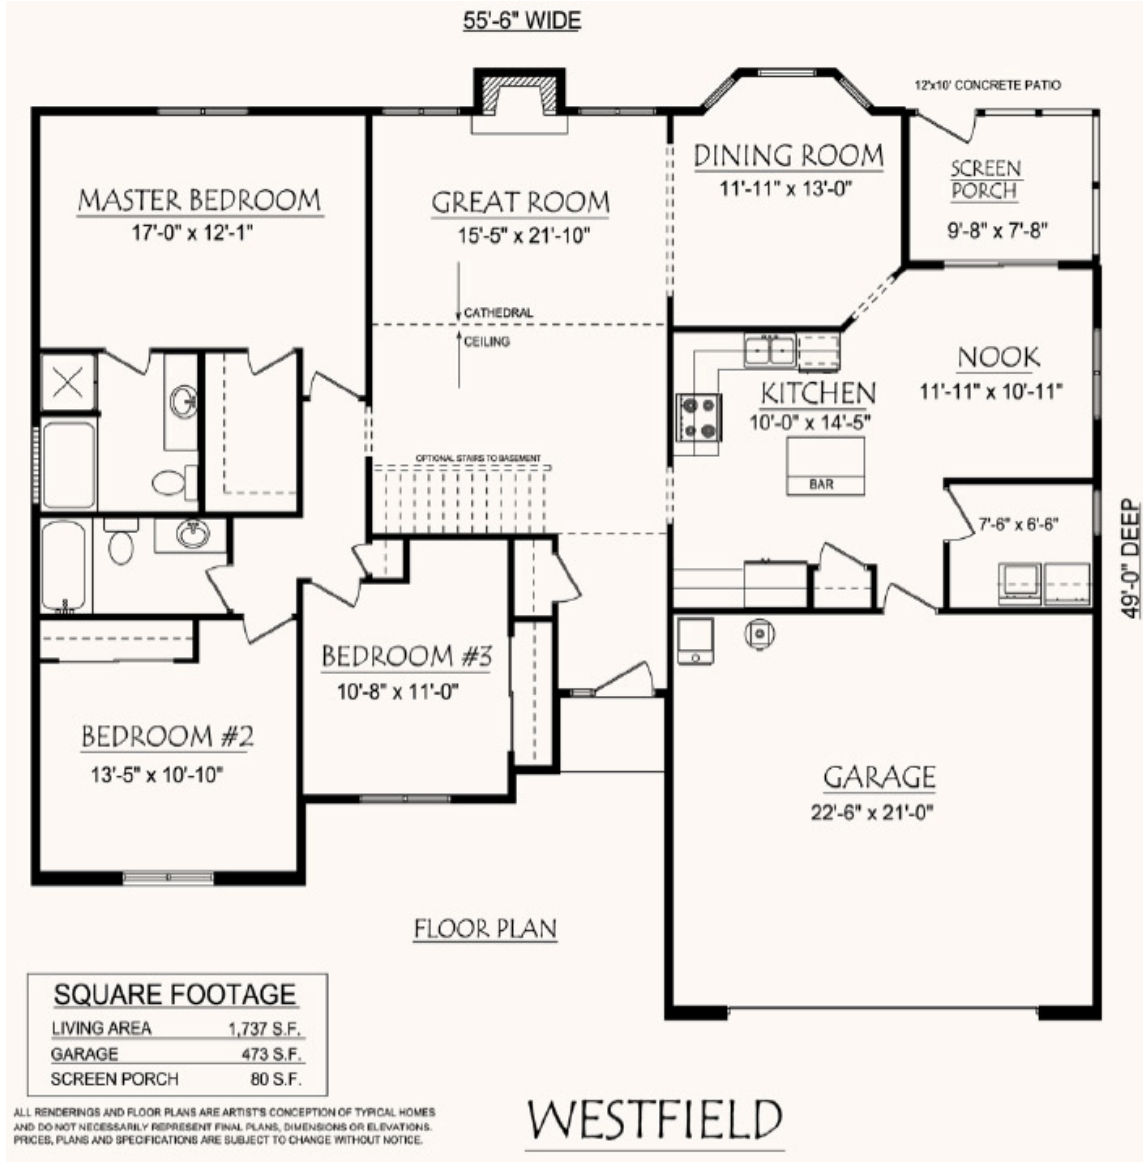 55'-6" WIDE
12'x10' CONCRETE PATIO
MASTER BEDROOM
17'-0" x 12'-1"
GREAT ROOM
15'-5" x 21'-10"
DINING ROOM
11'-11" x 13'-0"
SCREEN
PORCH
9'-8" x 7'-8"
CATHEDRAL
CEILING
NOOK
11'-11" x 10'-11"
KITCHEN
10'-0" x 14'-5"
BAR
OPTIONAL STAIRS TO BASEMENT
7'-6" x 6'-6"
49'-0" DEEP
BEDROOM #3
10'-8" x 11'-0"
BEDROOM #2
13'-5" x 10'-10"
GARAGE
22'-6" x 21'-0"
FLOOR PLAN
SQUARE FOOTAGE
LIVING AREA 1,737 S.F.
GARAGE 473 S.F.
SCREEN PORCH 80 S.F.
ALL RENDERINGS AND FLOOR PLANS ARE ARTIST'S CONCEPTION OF TYPICAL HOMES
AND DO NOT NECESSARILY REPRESENT FINAL PLANS, DIMENSIONS OR ELEVATIONS.
PRICES, PLANS AND SPECIFICATIONS ARE SUBJECT TO CHANGE WITHOUT NOTICE.
WESTFIELD